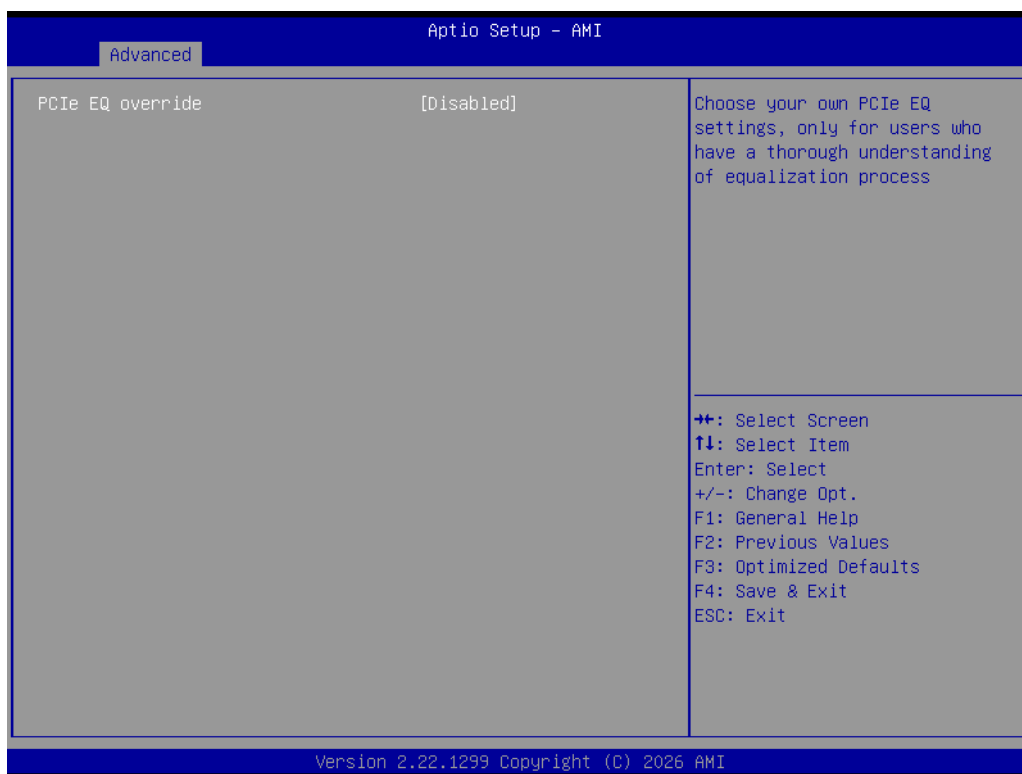 Aptio Setup – AMI
Advanced
PCIe EQ override [Disabled]
Choose your own PCIe EQ
settings, only for users who
have a thorough understanding
of equalization process
→←: Select Screen
↑↓: Select Item
Enter: Select
+/-: Change Opt.
F1: General Help
F2: Previous Values
F3: Optimized Defaults
F4: Save & Exit
ESC: Exit
Version 2.22.1299 Copyright (C) 2026 AMI